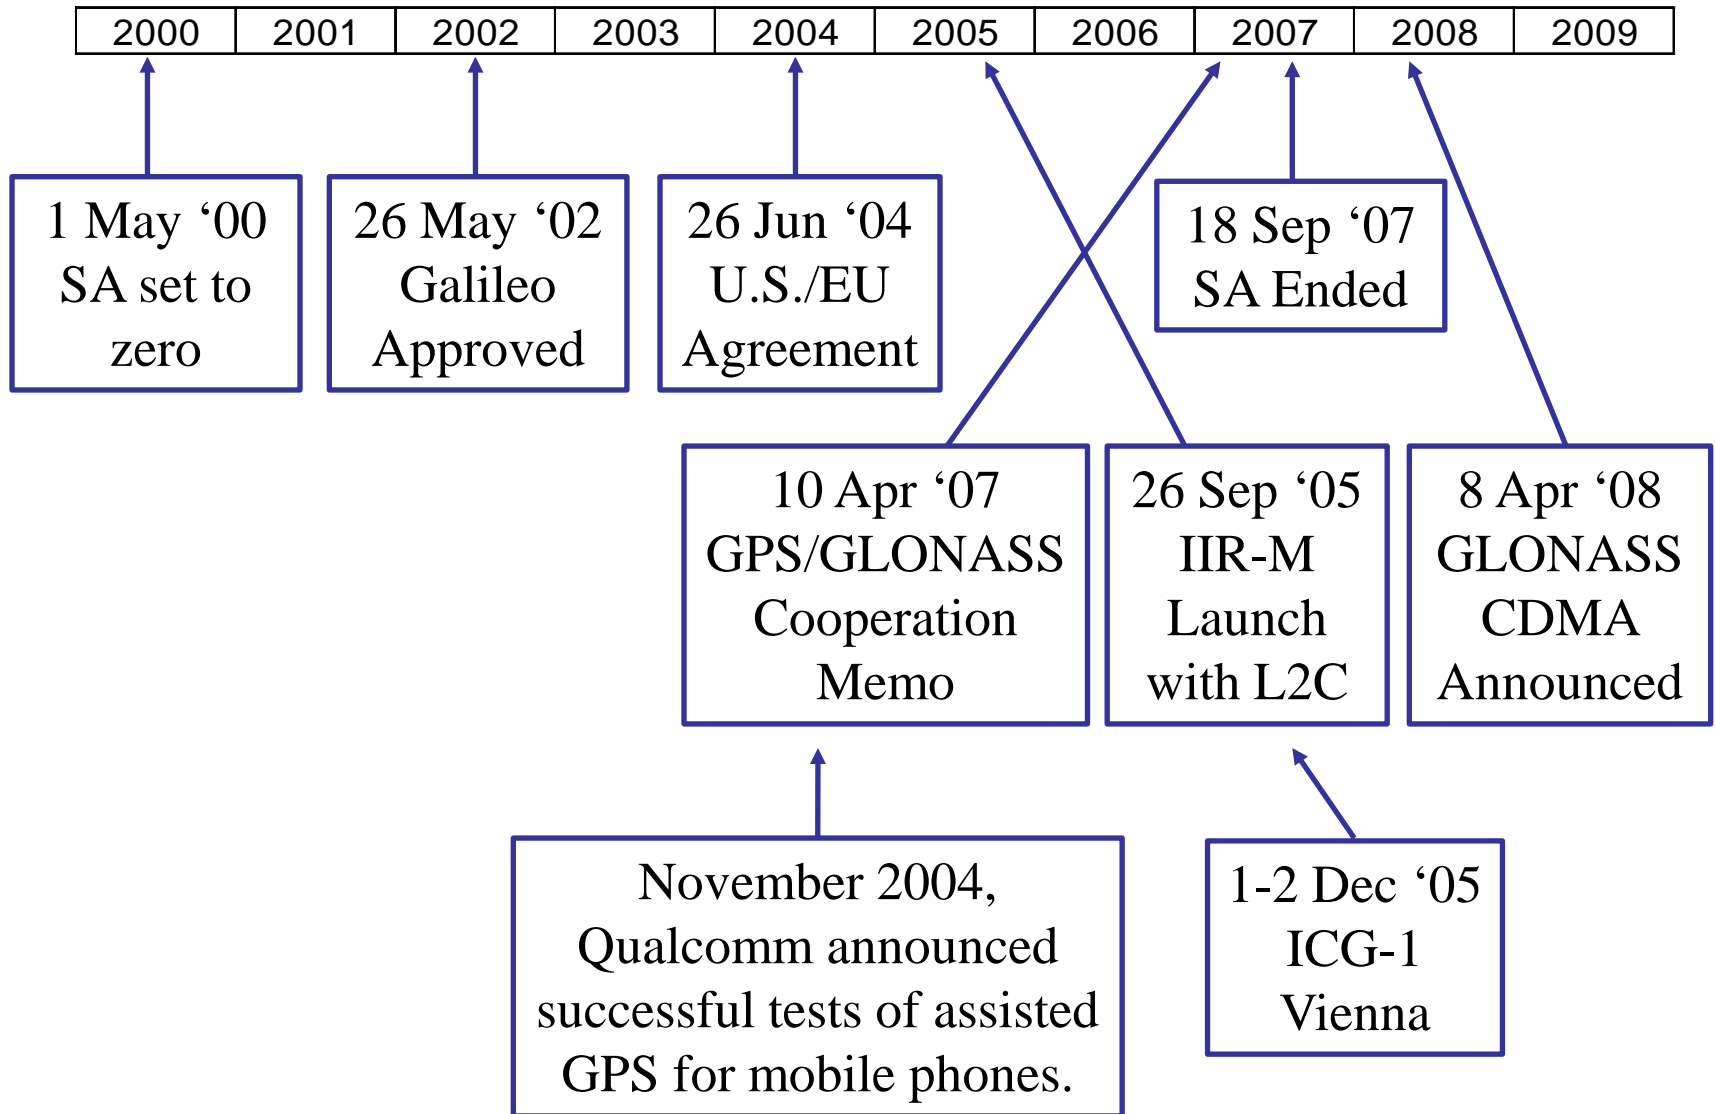 2000 2001 2002 2003 2004 2005 2006 2007 2008 2009
1 May ‘00
SA set to
zero
26 May ‘02
Galileo
Approved
26 Jun ‘04
U.S./EU
Agreement
18 Sep ‘07
SA Ended
10 Apr ‘07
GPS/GLONASS
Cooperation
Memo
26 Sep ‘05
IIR-M
Launch
with L2C
8 Apr ‘08
GLONASS
CDMA
Announced
November 2004,
Qualcomm announced
successful tests of assisted
GPS for mobile phones.
1-2 Dec ‘05
ICG-1
Vienna